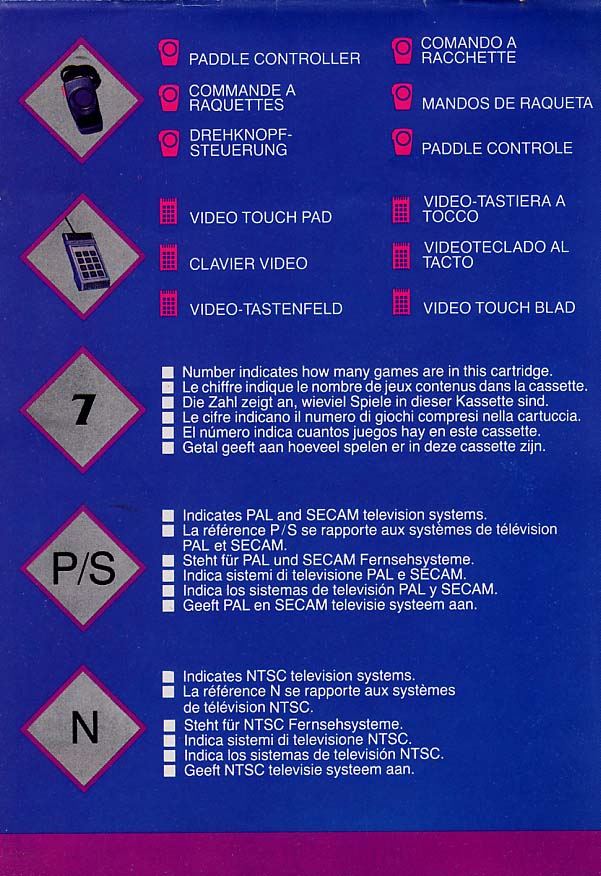 PADDLE CONTROLLER
COMMANDE A
RAQUETTES
DREHKNOPF-
STEUERUNG
COMANDO A
RACCHETTE
MANDOS DE RAQUETA
PADDLE CONTROLE
VIDEO TOUCH PAD
CLAVIER VIDEO
VIDEO-TASTENFELD
VIDEO-TASTIERA A
TOCCO
VIDEOTECLADO AL
TACTO
VIDEO TOUCH BLAD
7
Number indicates how many games are in this cartridge.
Le chiffre indique le nombre de jeux contenus dans la cassette.
Die Zahl zeigt an, wieviel Spiele in dieser Kassette sind.
Le cifre indicano il numero di giochi compresi nella cartuccia.
El número indica cuantos juegos hay en este cassette.
Getal geeft aan hoeveel spelen er in deze cassette zijn.
P/S
Indicates PAL and SECAM television systems.
La référence P/S se rapporte aux systèmes de télévision
PAL et SECAM.
Steht für PAL und SECAM Fernsehsysteme.
Indica sistemi di televisione PAL e SECAM.
Indica los sistemas de televisión PAL y SECAM.
Geeft PAL en SECAM televisie systeem aan.
N
Indicates NTSC television systems.
La référence N se rapporte aux systèmes
de télévision NTSC.
Steht für NTSC Fernsehsysteme.
Indica sistemi di televisione NTSC.
Indica los sistemas de televisión NTSC.
Geeft NTSC televisie systeem aan.